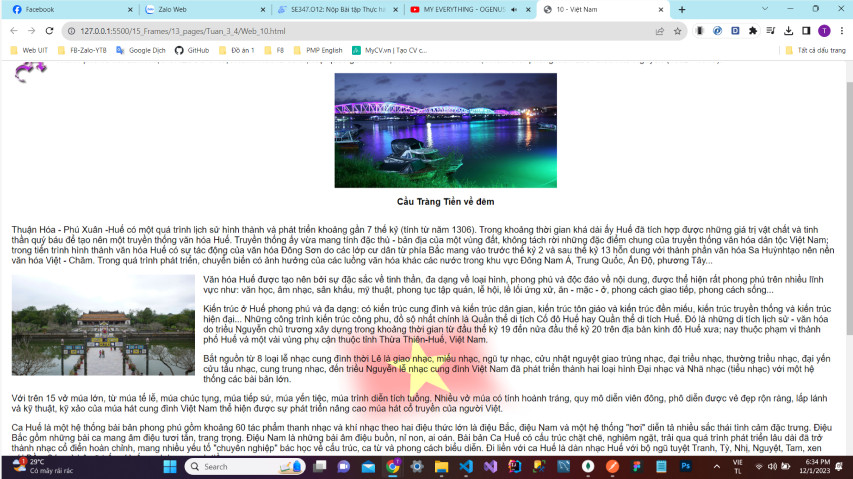 Facebook
Zalo Web
SE347.O12: Nộp Bài tập Thực hà
MY EVERYTHING - OGENUS
10 - Việt Nam
127.0.0.1:5500/15_Frames/13_pages/Tuan_3_4/Web_10.html
Web UIT
F8-Zalo-YTB
Google Dịch
GitHub
Đồ án 1
F8
PMP English
MyCV.vn | Tạo CV c...
Tất cả dấu trang
Cầu Tràng Tiền về đêm
Thuận Hóa - Phú Xuân -Huế có một quá trình lịch sử hình thành và phát triển khoảng gần 7 thế kỷ (tính từ năm 1306). Trong khoảng thời gian khá dài ấy Huế đã tích hợp được những giá trị vật chất và tinh
thần quý báu để tạo nên một truyền thống văn hóa Huế. Truyền thống ấy vừa mang tính đặc thù - bản địa của một vùng đất, không tách rời những đặc điểm chung của truyền thống văn hóa dân tộc Việt Nam;
trong tiến trình hình thành văn hóa Huế có sự tác động của văn hóa Đông Sơn do các lớp cư dân từ phía Bắc mang vào trước thế kỷ 2 và sau thế kỷ 13 hỗn dung với thành phần văn hóa Sa Huỳnhtạo nên nền
văn hóa Việt - Chăm. Trong quá trình phát triển, chuyển biến có ảnh hưởng của các luồng văn hóa khác các nước trong khu vực Đông Nam Á, Trung Quốc, Ấn Độ, phương Tây...
Văn hóa Huế được tạo nên bởi sự đặc sắc về tinh thần, đa dạng về loại hình, phong phú và độc đáo về nội dung, được thể hiện rất phong phú trên nhiều lĩnh
vực như: văn học, âm nhạc, sân khấu, mỹ thuật, phong tục tập quán, lễ hội, lề lối ứng xử, ăn - mặc - ở, phong cách giao tiếp, phong cách sống...
Kiến trúc ở Huế phong phú và đa dạng: có kiến trúc cung đình và kiến trúc dân gian, kiến trúc tôn giáo và kiến trúc đền miếu, kiến trúc truyền thống và kiến trúc
hiện đại... Những công trình kiến trúc công phu, đồ sộ nhất chính là Quần thể di tích Cố đô Huế hay Quần thể di tích Huế. Đó là những di tích lịch sử - văn hóa
do triều Nguyễn chủ trương xây dựng trong khoảng thời gian từ đầu thế kỷ 19 đến nửa đầu thế kỷ 20 trên địa bàn kinh đô Huế xưa; nay thuộc phạm vi thành
phố Huế và một vài vùng phụ cận thuộc tỉnh Thừa Thiên-Huế, Việt Nam.
Bắt nguồn từ 8 loại lễ nhạc cung đình thời Lê là giao nhạc, miếu nhạc, ngũ tự nhạc, cứu nhật nguyệt giao trùng nhạc, đại triều nhạc, thường triều nhạc, đại yến
cửu tấu nhạc, cung trung nhạc, đến triều Nguyễn lễ nhạc cung đình Việt Nam đã phát triển thành hai loại hình Đại nhạc và Nhã nhạc (tiểu nhạc) với một hệ
thống các bài bản lớn.
Với trên 15 vở múa lớn, từ múa tế lễ, múa chúc tụng, múa tiếp sứ, múa yến tiệc, múa trình diễn tích tuồng. Nhiều vở múa có tính hoành tráng, quy mô diễn viên đông, phô diễn được vẻ đẹp rộn ràng, lấp lánh
và kỹ thuật, kỹ xảo của múa hát cung đình Việt Nam thể hiện được sự phát triển năng cao múa hát cổ truyền của người Việt.
Ca Huế là một hệ thống bài bản phong phú gồm khoảng 60 tác phẩm thanh nhạc và khí nhạc theo hai điệu thức lớn là điệu Bắc, điệu Nam và một hệ thống "hơi" diễn tả nhiều sắc thái tình cảm đặc trưng. Điệu
Bắc gồm những bài ca mang âm điệu tươi tắn, trang trọng. Điệu Nam là những bài âm điệu buồn, nỉ non, ai oán. Bài bản Ca Huế có cấu trúc chặt chẽ, nghiêm ngặt, trải qua quá trình phát triển lâu dài đã trở
thành nhạc cổ điển hoàn chỉnh, mang nhiều yếu tố "chuyên nghiệp" bác học về cấu trúc, ca từ và phong cách biểu diễn. Đi liền với ca Huế là dàn nhạc Huế với bộ ngũ tuyệt Tranh, Tỳ, Nhị, Nguyệt, Tam, xen
29°C
Có mây rải rác
Search
VIE
TL
6:34 PM
12/1/2023